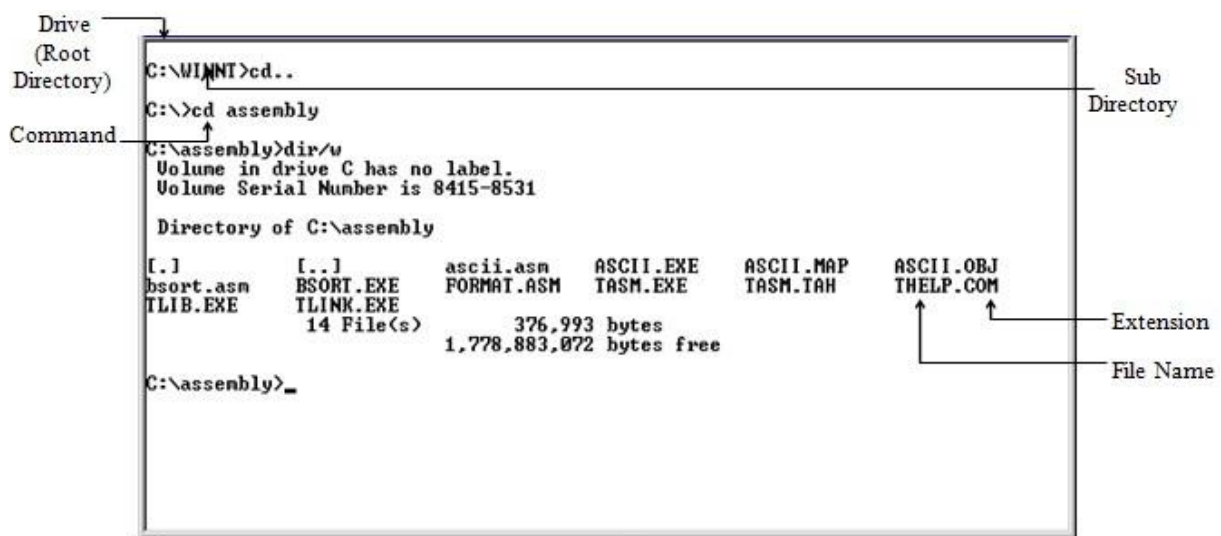 Drive
(Root
Directory)
C:\WINNT>cd..
Sub
Directory
C:\>cd assembly
Command
C:\assembly>dir/w
Volume in drive C has no label.
Volume Serial Number is 8415-8531
Directory of C:\assembly
[.] [..] ascii.asm ASCII.EXE ASCII.MAP ASCII.OBJ
bsort.asm BSORT.EXE FORMAT.ASM TASM.EXE TASM.TAH THELP.COM
TLIB.EXE TLINK.EXE
14 File(s) 376,993 bytes
1,778,883,072 bytes free
Extension
File Name
C:\assembly>_